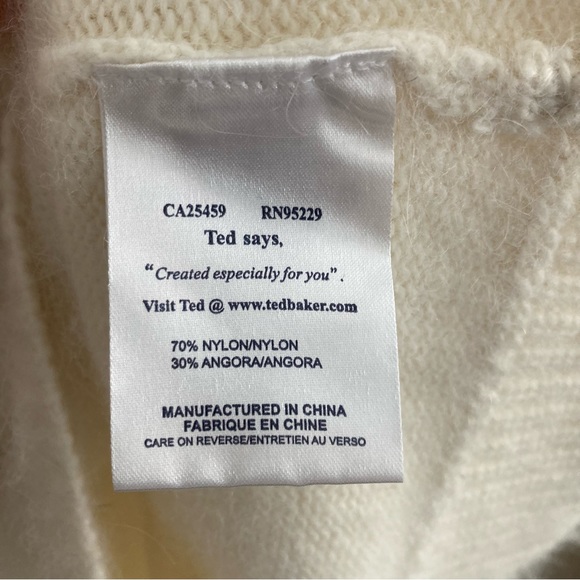 CA25459 RN95229
Ted says,
"Created especially for you".
Visit Ted @ www.tedbaker.com
70% NYLON/NYLON
30% ANGORA/ANGORA
MANUFACTURED IN CHINA
FABRIQUE EN CHINE
CARE ON REVERSE/ENTRETIEN AU VERSO